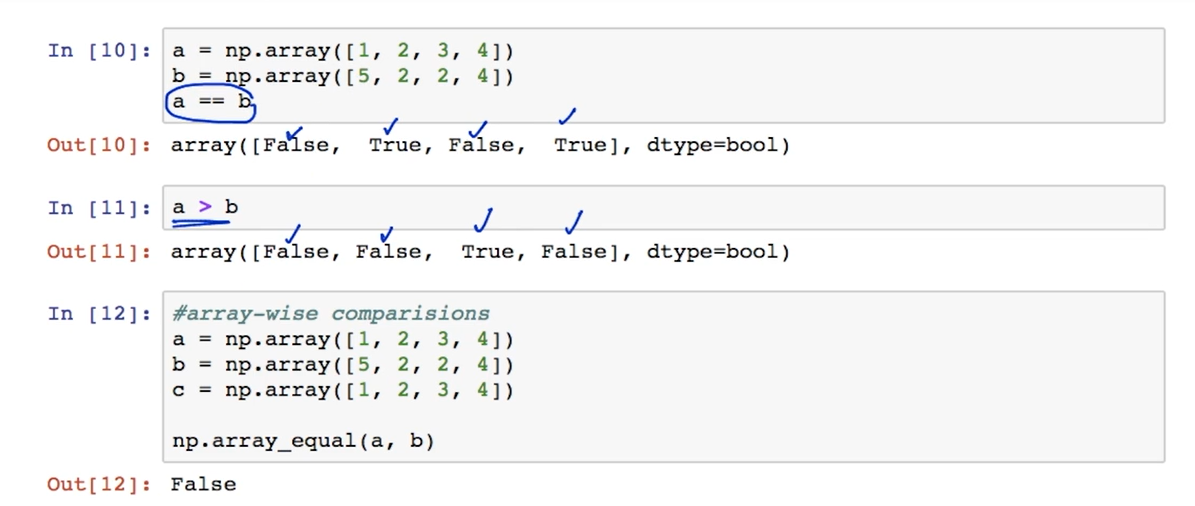 In [10]: a = np.array([1, 2, 3, 4])
b = np.array([5, 2, 2, 4])
a == b
Out[10]: array([False,  True, False,  True], dtype=bool)
In [11]: a > b
Out[11]: array([False, False,  True, False], dtype=bool)
In [12]: #array-wise comparisions
a = np.array([1, 2, 3, 4])
b = np.array([5, 2, 2, 4])
c = np.array([1, 2, 3, 4])
np.array_equal(a, b)
Out[12]: False